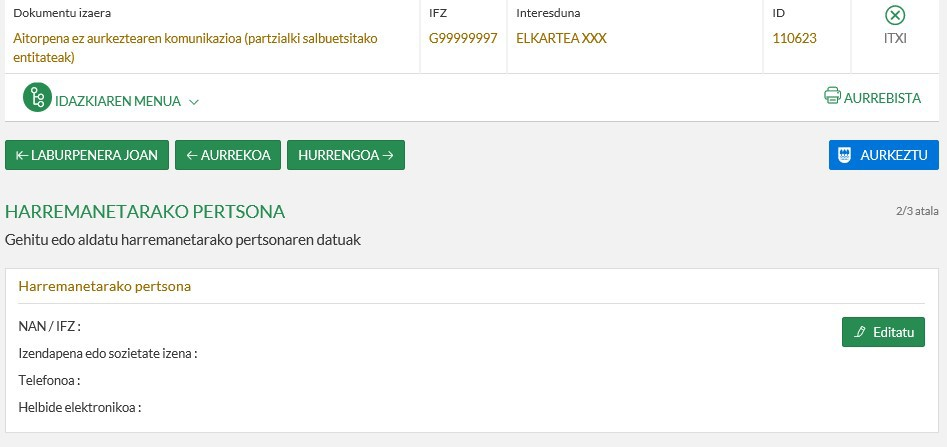 Dokumentu izaera IFZ Interesduna ID
Aitorpena ez aurkeztearen komunikazioa (partzialki salbuetsitako G99999997 ELKARTEA XXX 110623 ITXI
entitateak)
IDAZKIAREN MENUA AURREBISTA
LABURPENERA JOAN AURREKOA HURRENGOA AURKEZTU
HARREMANETARAKO PERTSONA 2/3 atala
Gehitu edo aldatu harremanetarako pertsonaren datuak
Harremanetarako pertsona
NAN / IFZ : Editatu
Izendapena edo sozietate izena :
Telefonoa :
Helbide elektronikoa :